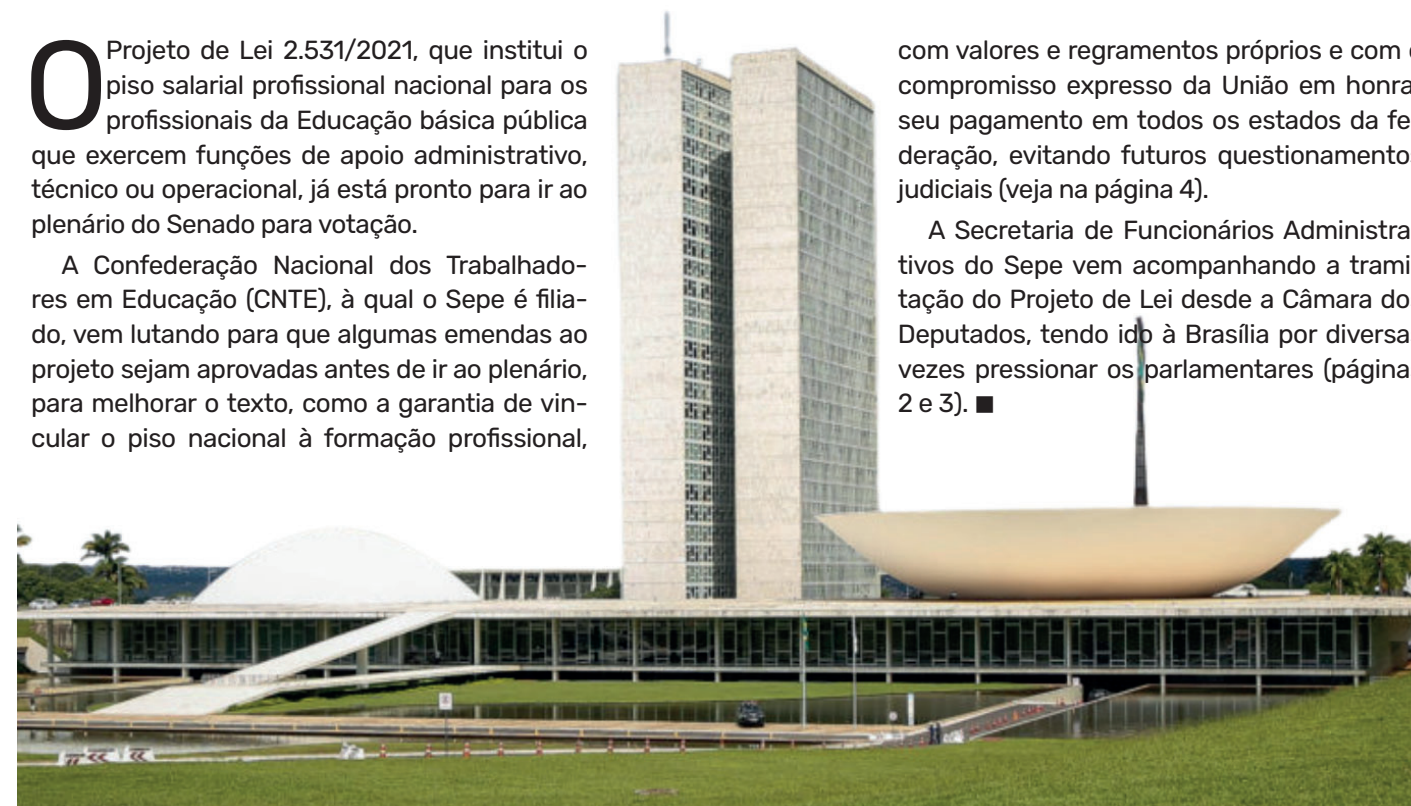 O Projeto de Lei 2.531/2021, que institui o
piso salarial profissional nacional para os
profissionais da Educação básica pública
que exercem funções de apoio administrativo,
técnico ou operacional, já está pronto para ir ao
plenário do Senado para votação.
A Confederação Nacional dos Trabalhado-
res em Educação (CNTE), à qual o Sepe é filia-
do, vem lutando para que algumas emendas ao
projeto sejam aprovadas antes de ir ao plenário,
para melhorar o texto, como a garantia de vin-
cular o piso nacional à formação profissional,
com valores e regramentos próprios e com
compromisso expresso da União em honra
seu pagamento em todos os estados da fe
deração, evitando futuros questionamento
judiciais (veja na página 4).
A Secretaria de Funcionários Administra
tivos do Sepe vem acompanhando a trami
tação do Projeto de Lei desde a Câmara do
Deputados, tendo ido à Brasília por diversa
vezes pressionar os parlamentares (página
2 e 3). ■